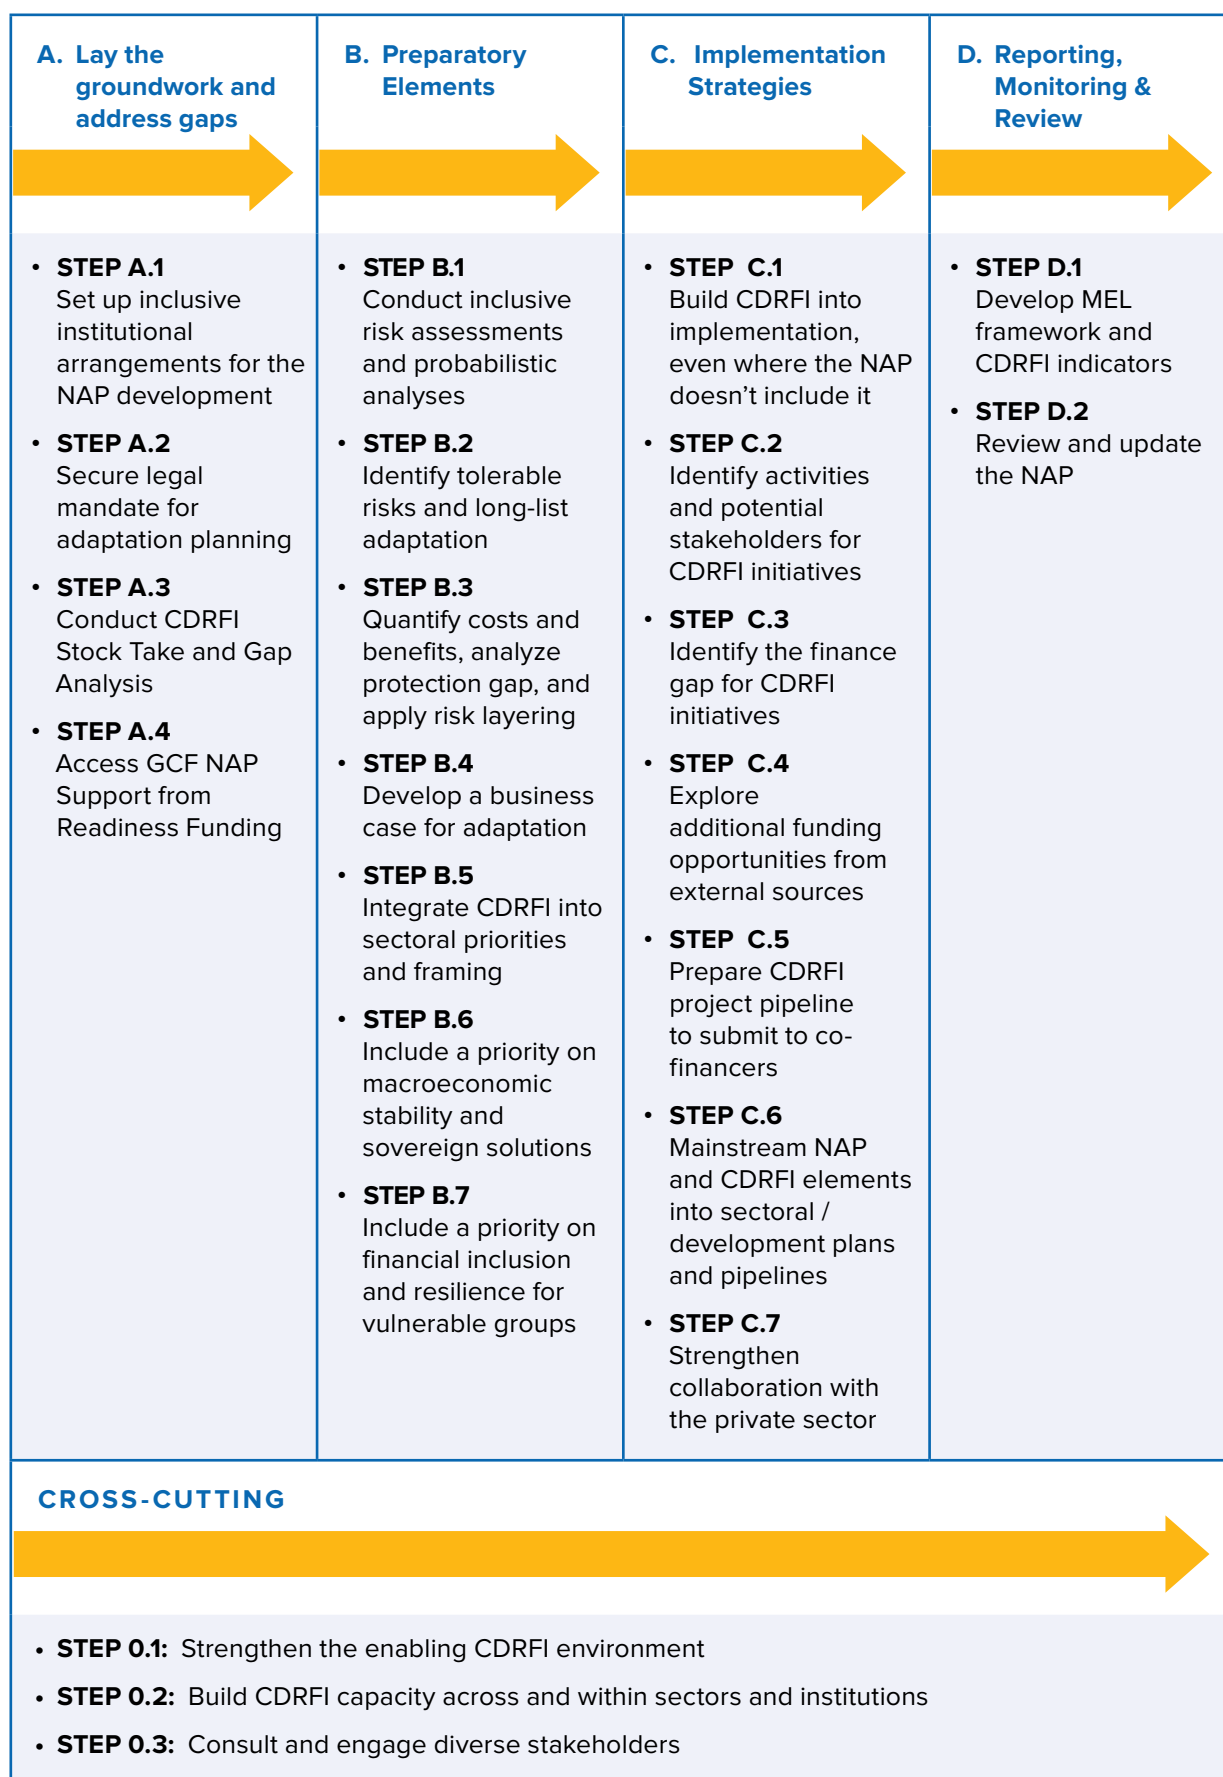 A. Lay the
groundwork and
address gaps
• STEP A.1
Set up inclusive
institutional
arrangements for the
NAP development
• STEP A.2
Secure legal
mandate for
adaptation planning
• STEP A.3
Conduct CDRFI
Stock Take and Gap
Analysis
• STEP A.4
Access GCF NAP
Support from
Readiness Funding
B. Preparatory
Elements
• STEP B.1
Conduct inclusive
risk assessments
and probabilistic
analyses
• STEP B.2
Identify tolerable
risks and long-list
adaptation
• STEP B.3
Quantify costs and
benefits, analyze
protection gap, and
apply risk layering
• STEP B.4
Develop a business
case for adaptation
• STEP B.5
Integrate CDRFI into
sectoral priorities
and framing
• STEP B.6
Include a priority on
macroeconomic
stability and
sovereign solutions
• STEP B.7
Include a priority on
financial inclusion
and resilience for
vulnerable groups
C. Implementation
Strategies
• STEP C.1
Build CDRFI into
implementation,
even where the NAP
doesn’t include it
• STEP C.2
Identify activities
and potential
stakeholders for
CDRFI initiatives
• STEP C.3
Identify the finance
gap for CDRFI
initiatives
• STEP C.4
Explore
additional funding
opportunities from
external sources
• STEP C.5
Prepare CDRFI
project pipeline
to submit to co-
financers
• STEP C.6
Mainstream NAP
and CDRFI elements
into sectoral /
development plans
and pipelines
• STEP C.7
Strengthen
collaboration with
the private sector
D. Reporting,
Monitoring &
Review
• STEP D.1
Develop MEL
framework and
CDRFI indicators
• STEP D.2
Review and update
the NAP
CROSS-CUTTING
• STEP 0.1: Strengthen the enabling CDRFI environment
• STEP 0.2: Build CDRFI capacity across and within sectors and institutions
• STEP 0.3: Consult and engage diverse stakeholders